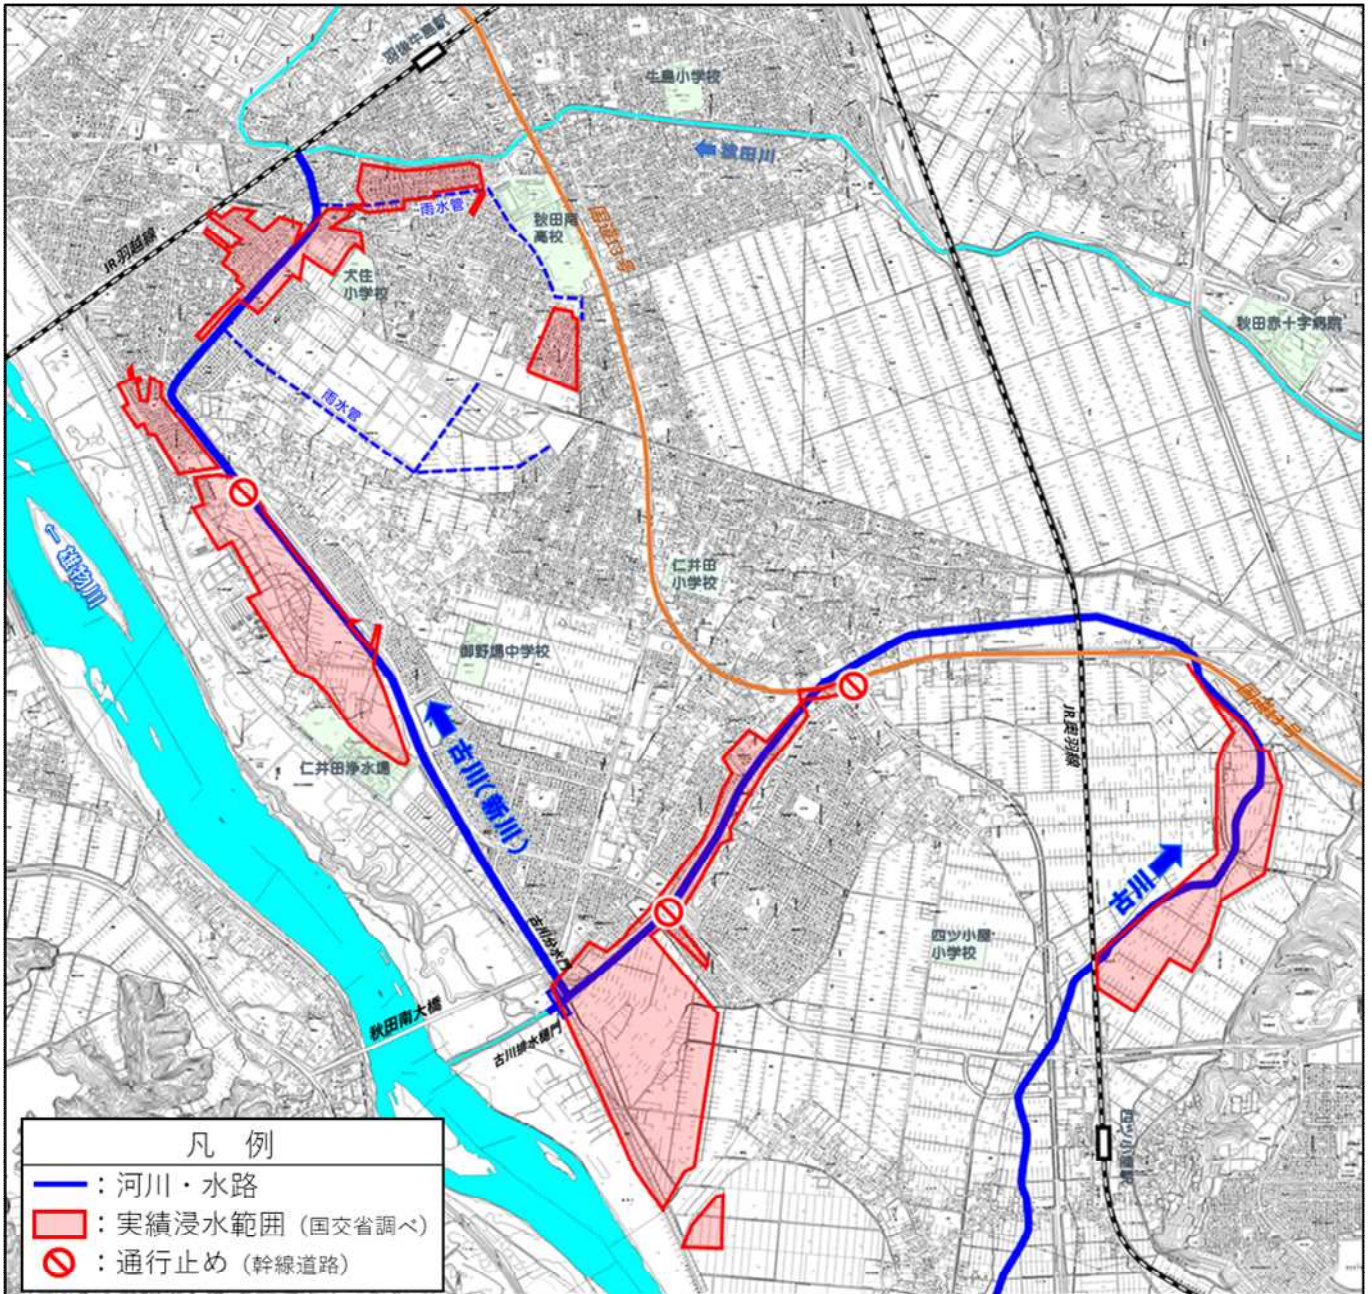 羽後牛島駅
牛島小学校
猿田川
国道13号
秋田南
高校
雨水管
JR羽越線
大住
小学校
秋田赤十字病院
雨水管
←雄物川
仁井田
小学校
御野場中学校
国道13号
JR奥羽線
仁井田浄水場
古川(新川)
古川
古川分水門
四ツ小屋
小学校
秋田南大橋
古川排水樋門
四ツ小屋駅
凡 例
:河川・水路
:実績浸水範囲(国交省調べ)
:通行止め(幹線道路)